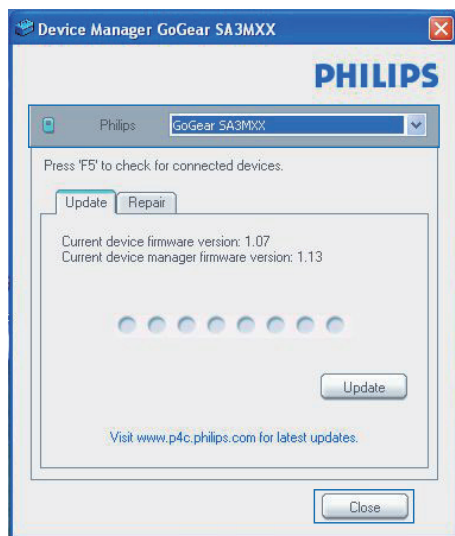 Device Manager GoGear SA3MXX
PHILIPS
Philips GoGear SA3MXX
Press 'F5' to check for connected devices.
Update Repair
Current device firmware version: 1.07
Current device manager firmware version: 1.13
Update
Visit www.p4c.philips.com for latest updates.
Close